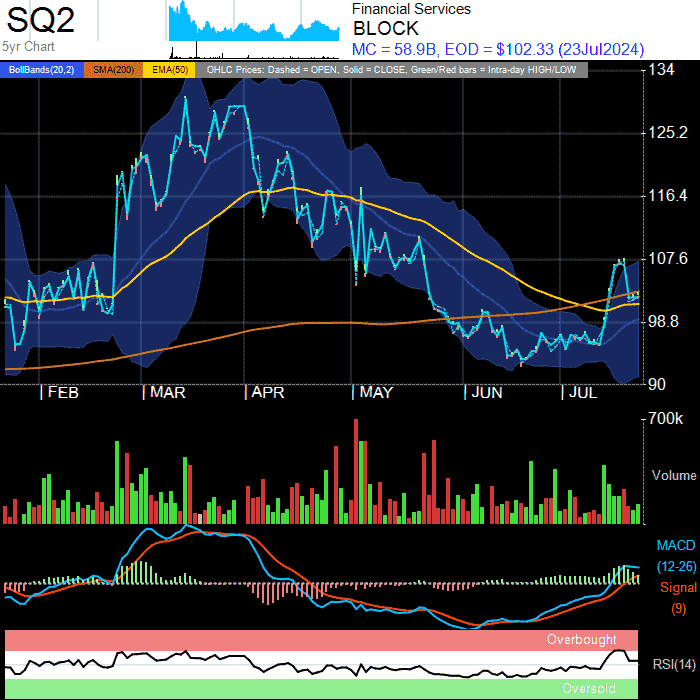 SQ2
5yr Chart
Financial Services
BLOCK
MC = 58.9B, EOD = $102.33 (23Jul2024)
BollBands(20,2) SMA(200) EMA(50) OHLC Prices: Dashed = OPEN, Solid = CLOSE, Green/Red bars = Intra-day HIGH/LOW
134
125.2
116.4
107.6
98.8
90
FEB MAR APR MAY JUN JUL
700k
Volume
MACD
(12-26)
Signal
(9)
Overbought
RSI(14)
Oversold